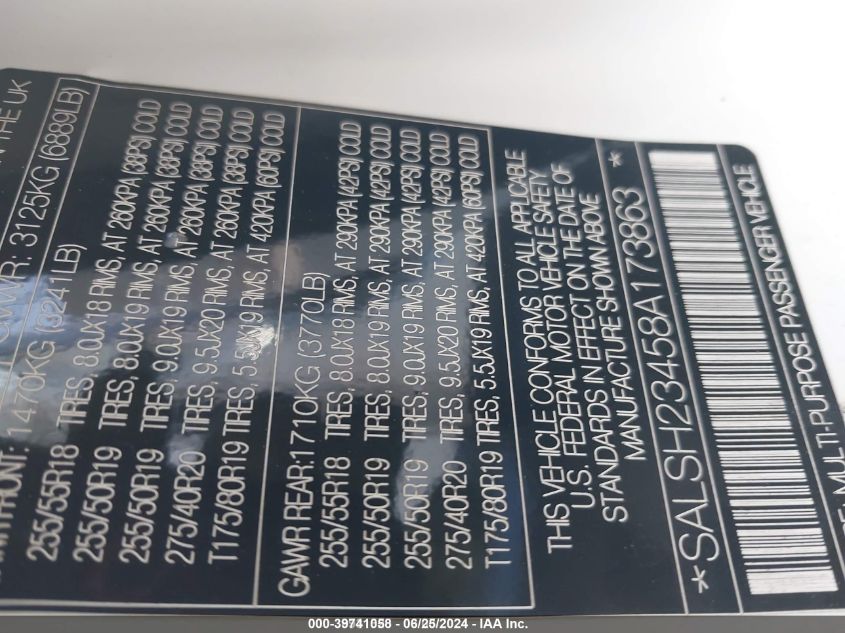 IN THE UK
GVWR: 3125KG (6889LB)
FRONT: 1470KG (3241LB)
255/55R18 TIRES, 8.0JX18 RIMS, AT 260KPA (38PSI) COLD
255/50R19 TIRES, 8.0JX19 RIMS, AT 260KPA (38PSI) COLD
255/50R19 TIRES, 9.0JX19 RIMS, AT 260KPA (38PSI) COLD
275/40R20 TIRES, 9.5JX20 RIMS, AT 260KPA (38PSI) COLD
T175/80R19 TIRES, 5.5JX19 RIMS, AT 420KPA (60PSI) COLD
GAWR REAR:1710KG (3770LB)
255/55R18 TIRES, 8.0JX18 RIMS, AT 290KPA (42PSI) COLD
255/50R19 TIRES, 8.0JX19 RIMS, AT 290KPA (42PSI) COLD
255/50R19 TIRES, 9.0JX19 RIMS, AT 290KPA (42PSI) COLD
275/40R20 TIRES, 9.5JX20 RIMS, AT 290KPA (42PSI) COLD
T175/80R19 TIRES, 5.5JX19 RIMS, AT 420KPA (60PSI) COLD
THIS VEHICLE CONFORMS TO ALL APPLICABLE
U.S. FEDERAL MOTOR VEHICLE SAFETY
STANDARDS IN EFFECT ON THE DATE OF
MANUFACTURE SHOWN ABOVE
*SALSH23458A173863 *
MULTI-PURPOSE PASSENGER VEHICLE
000-39741058 - 06/25/2024 - IAA Inc.